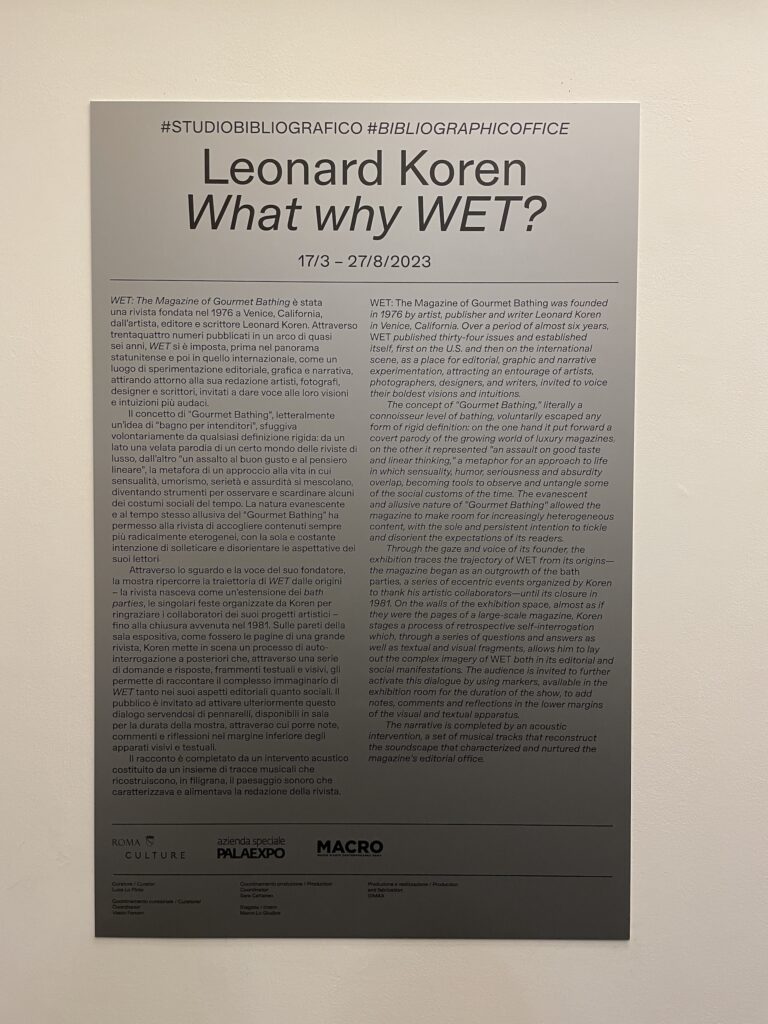 #STUDIOBIBLIOGRAFICO #BIBLIOGRAPHICOFFICE
Leonard Koren
What why WET?
17/3 – 27/8/2023
WET: The Magazine of Gourmet Bathing è stata
una rivista fondata nel 1976 a Venice, California,
dall'artista, editore e scrittore Leonard Koren. Attraverso
trentaquattro numeri pubblicati in un arco di quasi
sei anni, WET si è imposta, prima nel panorama
statunitense e poi in quello internazionale, come un
luogo di sperimentazione editoriale, grafica e narrativa,
attirando attorno alla sua redazione artisti, fotografi,
designer e scrittori, invitati a dare voce alle loro visioni
e intuizioni più audaci.
Il concetto di "Gourmet Bathing", letteralmente
un'idea di "bagno per intenditori", sfuggiva
volontariamente da qualsiasi definizione rigida: da un
lato una velata parodia di un certo mondo delle riviste di
lusso, dall'altro "un assalto al buon gusto e al pensiero
lineare", la metafora di un approccio alla vita in cui
sensualità, umorismo, serietà e assurdità si mescolano,
diventando strumenti per osservare e scardinare alcuni
dei costumi sociali del tempo. La natura evanescente
e al tempo stesso allusiva del "Gourmet Bathing" ha
permesso alla rivista di accogliere contenuti sempre
più radicalmente eterogenei, con la sola e costante
intenzione di solleticare e disorientare le aspettative dei
suoi lettori.
Attraverso lo sguardo e la voce del suo fondatore,
la mostra ripercorre la traiettoria di WET dalle origini
– la rivista nasceva come un'estensione dei bath
parties, le singolari feste organizzate da Koren per
ringraziare i collaboratori dei suoi progetti artistici –
fino alla chiusura avvenuta nel 1981. Sulle pareti della
sala espositiva, come fossero le pagine di una grande
rivista, Koren mette in scena un processo di auto-
interrogazione a posteriori che, attraverso una serie
di domande e risposte, frammenti testuali e visivi, gli
permette di raccontare il complesso immaginario di
WET tanto nei suoi aspetti editoriali quanto sociali. Il
pubblico è invitato ad attivare ulteriormente questo
dialogo servendosi di pennarelli, disponibili in sala
per la durata della mostra, attraverso cui porre note,
commenti e riflessioni nel margine inferiore degli
apparati visivi e testuali.
Il racconto è completato da un intervento acustico
costituito da un insieme di tracce musicali che
ricostruiscono, in filigrana, il paesaggio sonoro che
caratterizzava e alimentava la redazione della rivista.
WET: The Magazine of Gourmet Bathing was founded
in 1976 by artist, publisher and writer Leonard Koren
in Venice, California. Over a period of almost six years,
WET published thirty-four issues and established
itself, first on the U.S. and then on the international
scene, as a place for editorial, graphic and narrative
experimentation, attracting an entourage of artists,
photographers, designers, and writers, invited to voice
their boldest visions and intuitions.
The concept of "Gourmet Bathing," literally a
connoisseur level of bathing, voluntarily escaped any
form of rigid definition: on the one hand it put forward a
covert parody of the growing world of luxury magazines,
on the other it represented "an assault on good taste
and linear thinking," a metaphor for an approach to life
in which sensuality, humor, seriousness and absurdity
overlap, becoming tools to observe and untangle some
of the social customs of the time. The evanescent
and allusive nature of "Gourmet Bathing" allowed the
magazine to make room for increasingly heterogeneous
content, with the sole and persistent intention to tickle
and disorient the expectations of its readers.
Through the gaze and voice of its founder, the
exhibition traces the trajectory of WET from its origins—
the magazine began as an outgrowth of the bath
parties, a series of eccentric events organized by Koren
to thank his artistic collaborators—until its closure in
1981. On the walls of the exhibition space, almost as if
they were the pages of a large-scale magazine, Koren
stages a process of retrospective self-interrogation
which, through a series of questions and answers as
well as textual and visual fragments, allows him to lay
out the complex imagery of WET both in its editorial and
social manifestations. The audience is invited to further
activate this dialogue by using markers, available in the
exhibition room for the duration of the show, to add
notes, comments and reflections in the lower margins
of the visual and textual apparatus.
The narrative is completed by an acoustic
intervention, a set of musical tracks that reconstruct
the soundscape that characterized and nurtured the
magazine's editorial office.
ROMA
CULTURE
azienda speciale
PALAEXPO
MACRO
Curatore / Curator
Luca Lo Pinto
Coordinamento curatoriale / Curatorial
Coordinator
Coordinamento produzione / Production
Coordinator
Produzione e realizzazione / Production
and fabrication